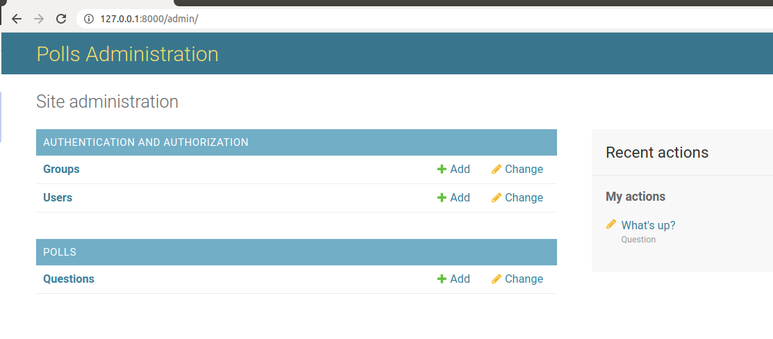 127.0.0.1:8000/admin/
Polls Administration
Site administration
AUTHENTICATION AND AUTHORIZATION
Groups Add Change
Users Add Change
POLLS
Questions Add Change
Recent actions
My actions
What's up?
Question